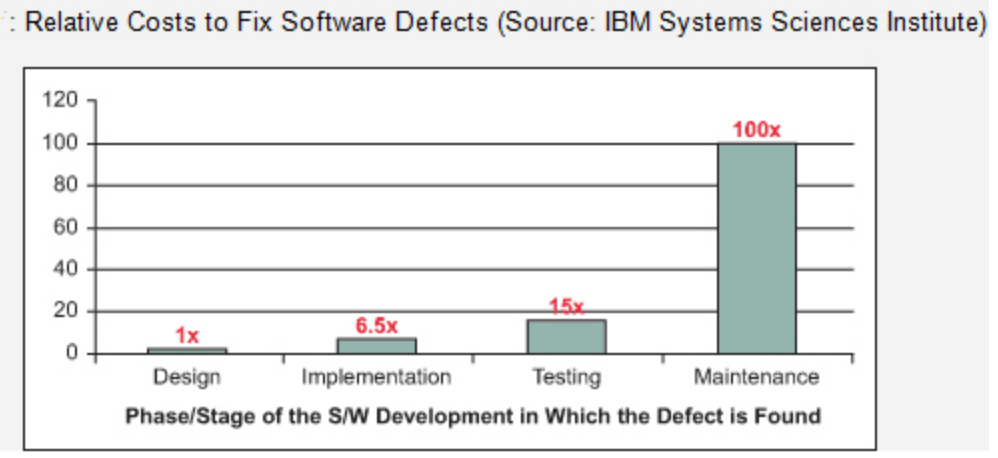 : Relative Costs to Fix Software Defects (Source: IBM Systems Sciences Institute)
120
100
80
60
40
20
0
1x
6.5x
15x
100x
Design Implementation Testing Maintenance
Phase/Stage of the S/W Development in Which the Defect is Found